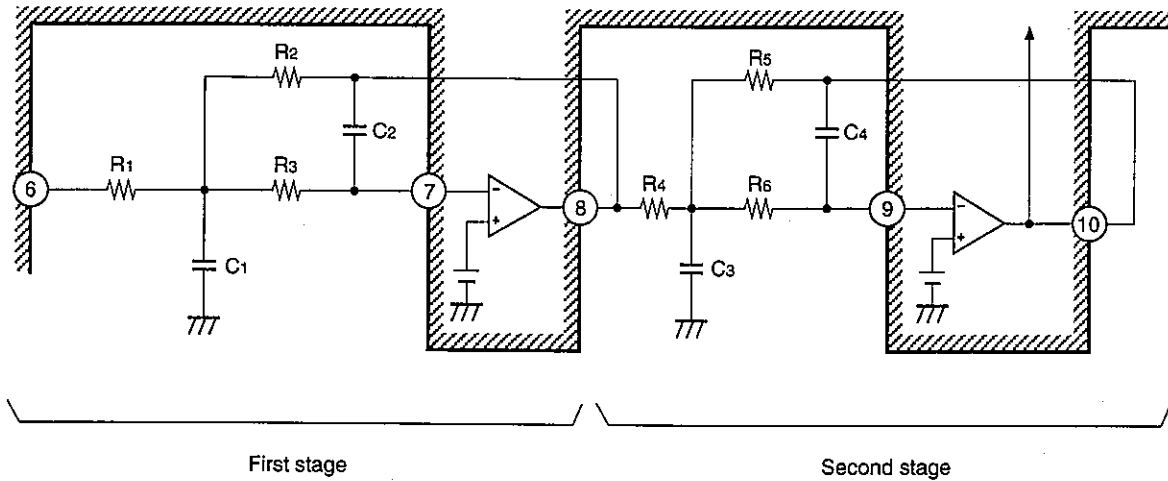 R2
C2
R1
R3
6
7
8
C1
R5
C4
R4
R6
9
10
C3
-
+
-
+
First stage
Second stage